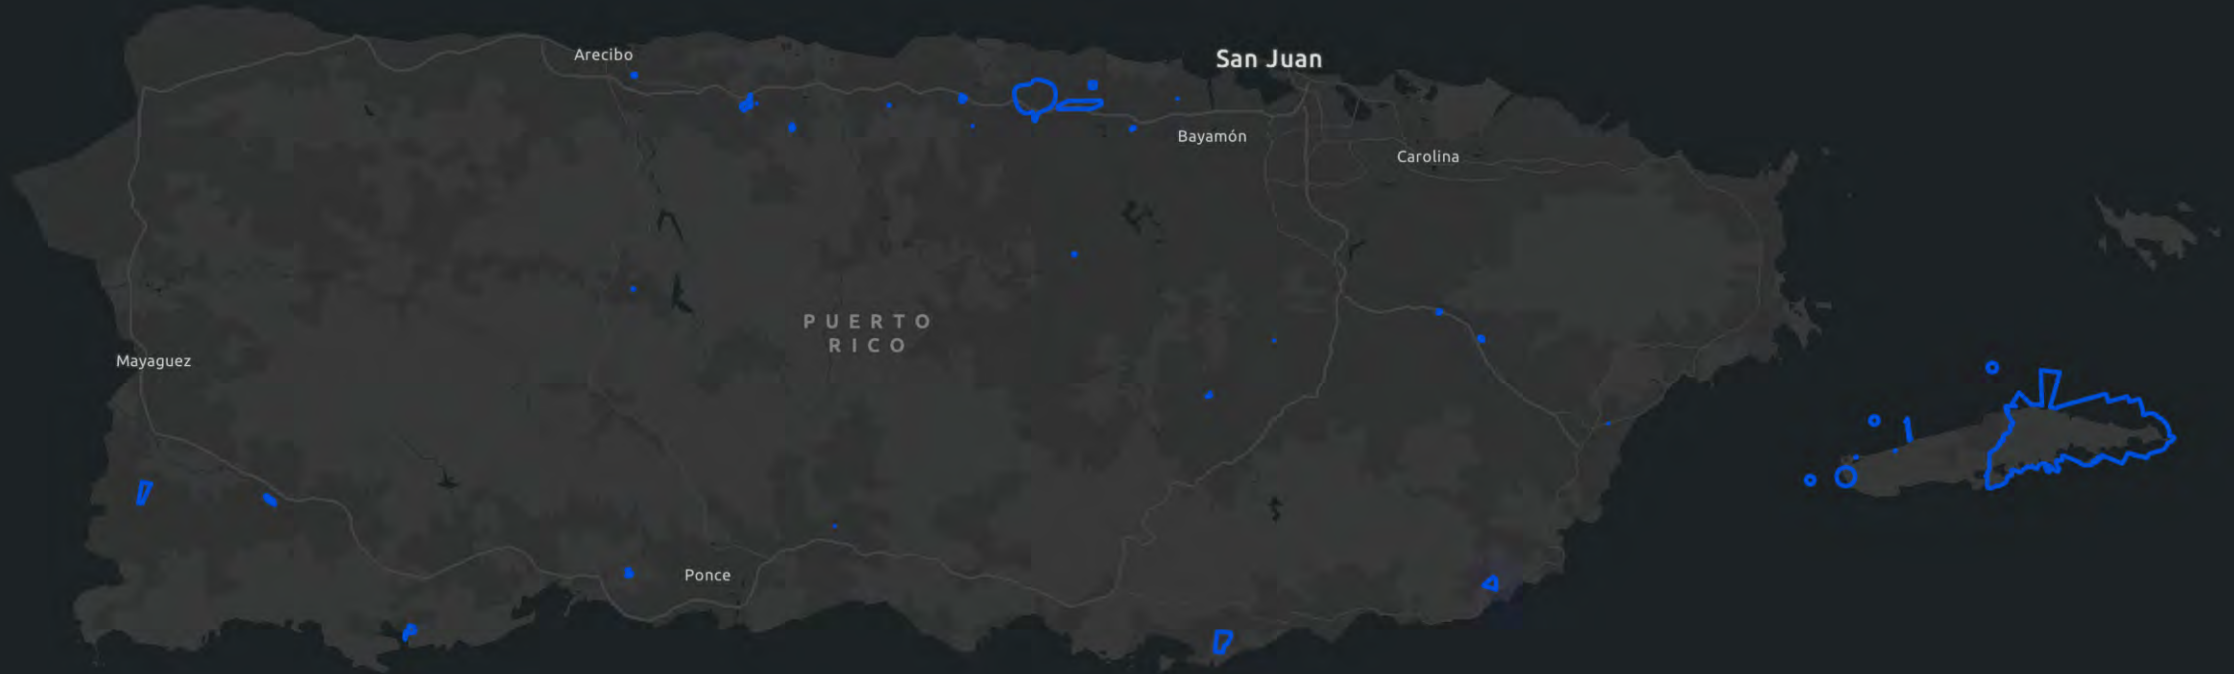 Arecibo
San Juan
Bayamón
Carolina
PUERTO
RICO
Mayaguez
Ponce